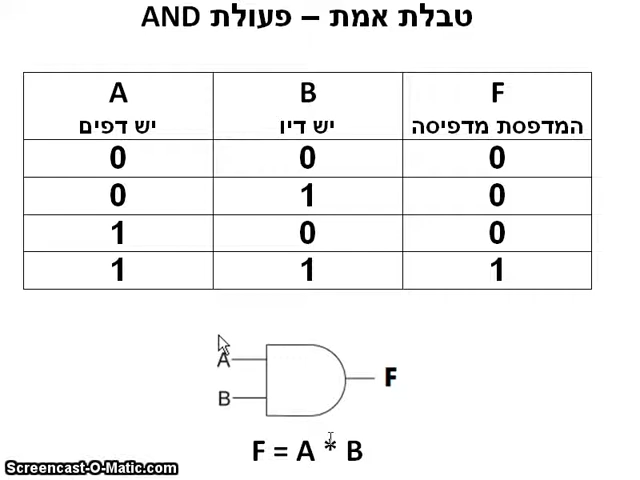 טבלת אמת – פעולת AND
A B F
יש דפים יש דיו המדפסת מדפיסה
0 0 0
0 1 0
1 0 0
1 1 1
A
F
B
F = A * B
Screencast-O-Matic.com